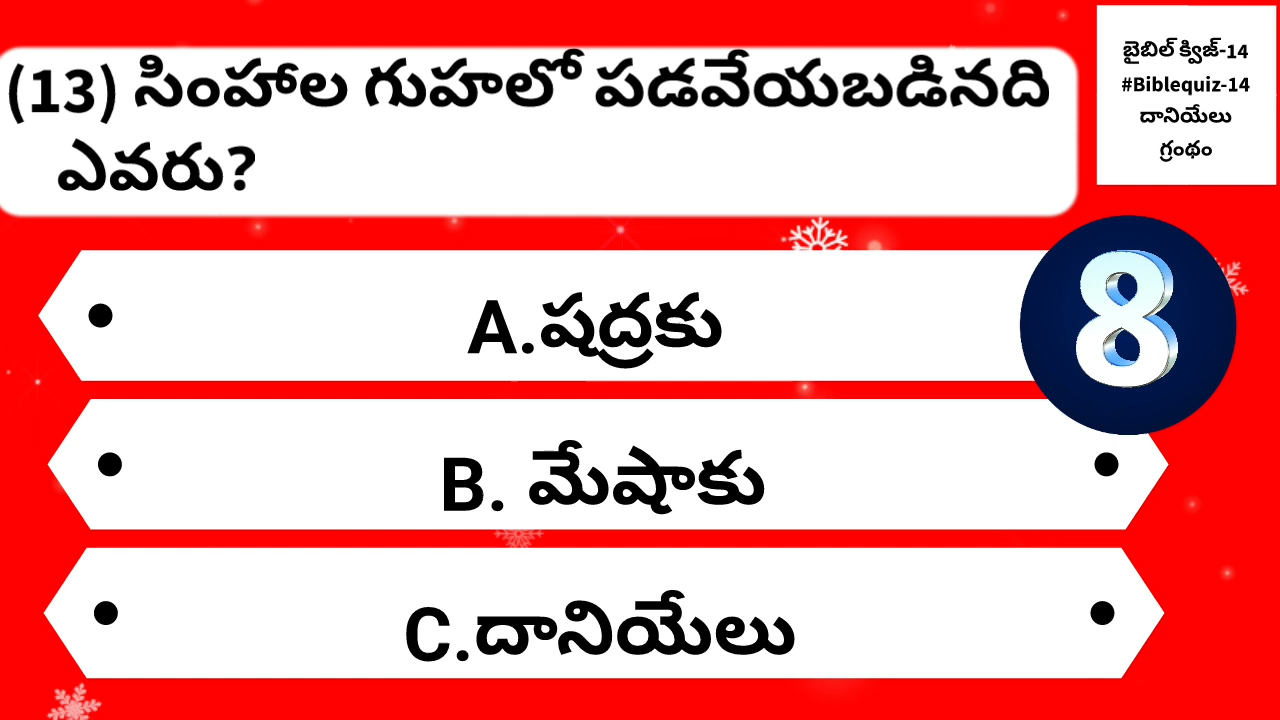 (13) సింహాల గుహలో పడవేయబడినది
ఎవరు?
బైబిల్ క్విజ్-14
#Biblequiz-14
దానియేలు
గ్రంథం
8
A.షద్రకు
B. మేషాకు
C.దానియేలు